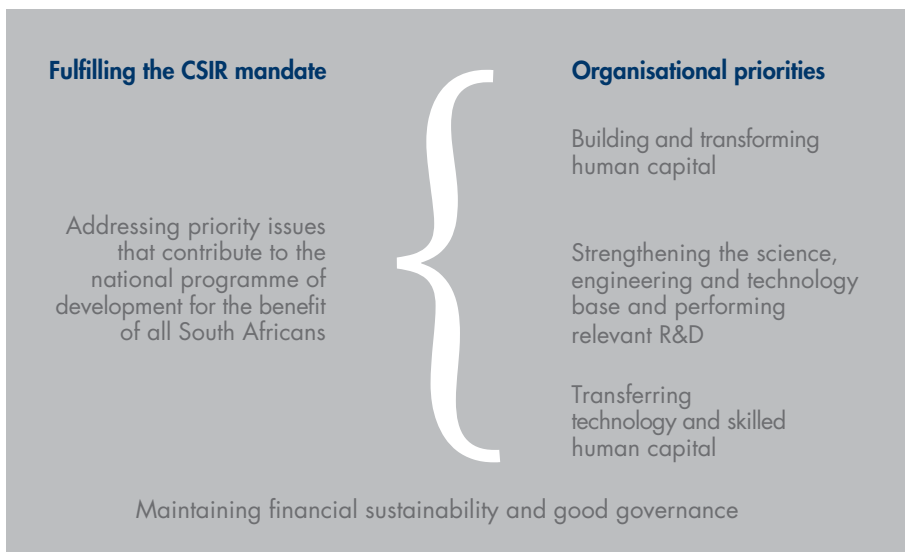 Fulfilling the CSIR mandate
Addressing priority issues
that contribute to the
national programme of
development for the benefit
of all South Africans
Organisational priorities
Building and transforming
human capital
Strengthening the science,
engineering and technology
base and performing
relevant R&D
Transferring
technology and skilled
human capital
Maintaining financial sustainability and good governance